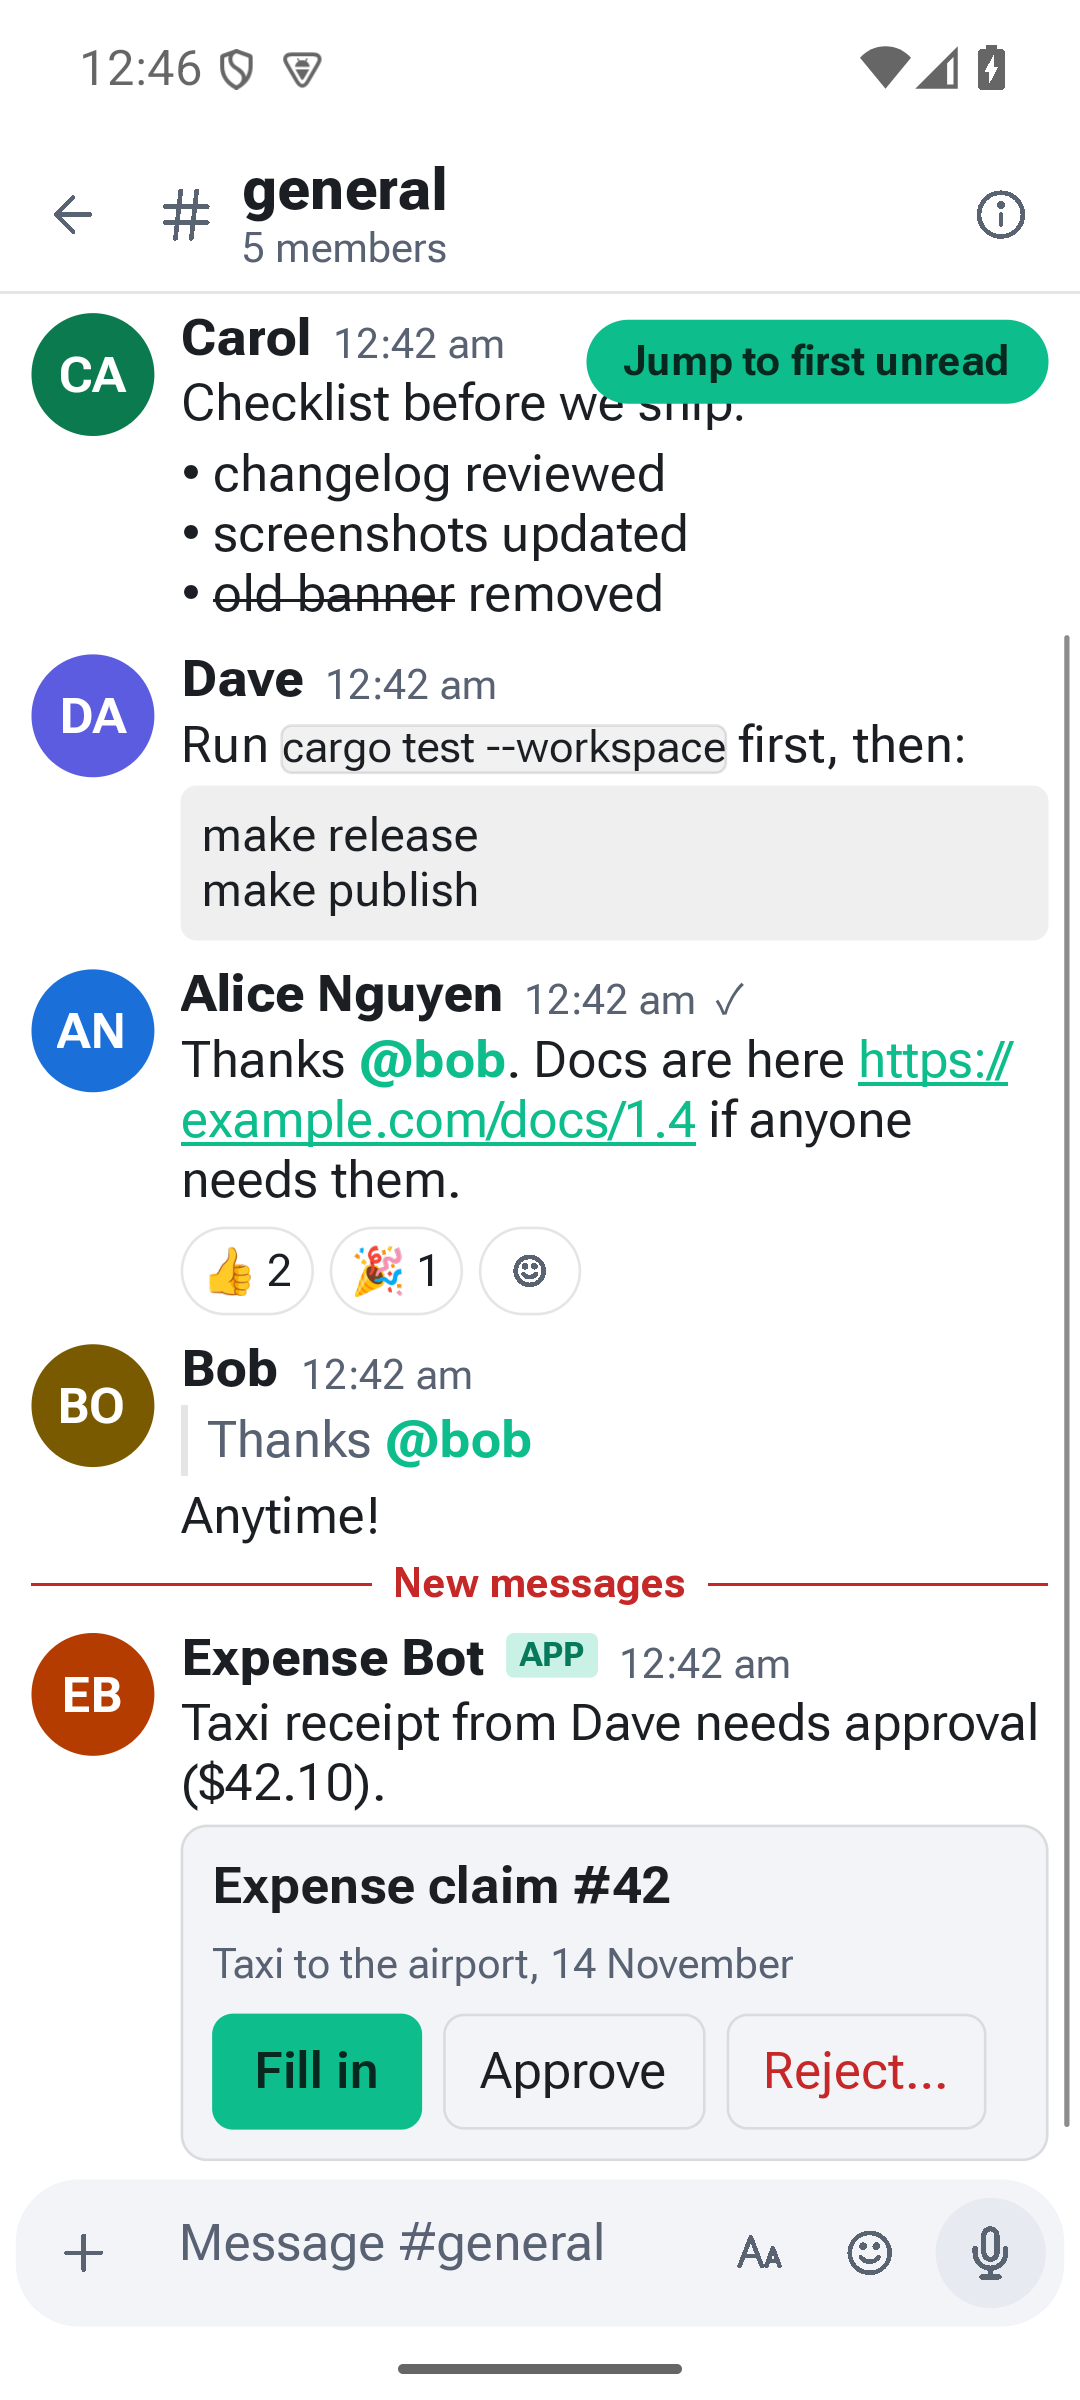 12:46
general
5 members
Carol 12:42 am
Jump to first unread
Checklist before we ship:
• changelog reviewed
• screenshots updated
• old banner removed
Dave 12:42 am
Run cargo test --workspace first, then:
make release
make publish
Alice Nguyen 12:42 am ✓
Thanks @bob. Docs are here https://
example.com/docs/1.4 if anyone
needs them.
👍 2 🎉 1
Bob 12:42 am
Thanks @bob
Anytime!
New messages
Expense Bot APP 12:42 am
Taxi receipt from Dave needs approval
($42.10).
Expense claim #42
Taxi to the airport, 14 November
Fill in Approve Reject...
Message #general
CA
DA
AN
BO
EB